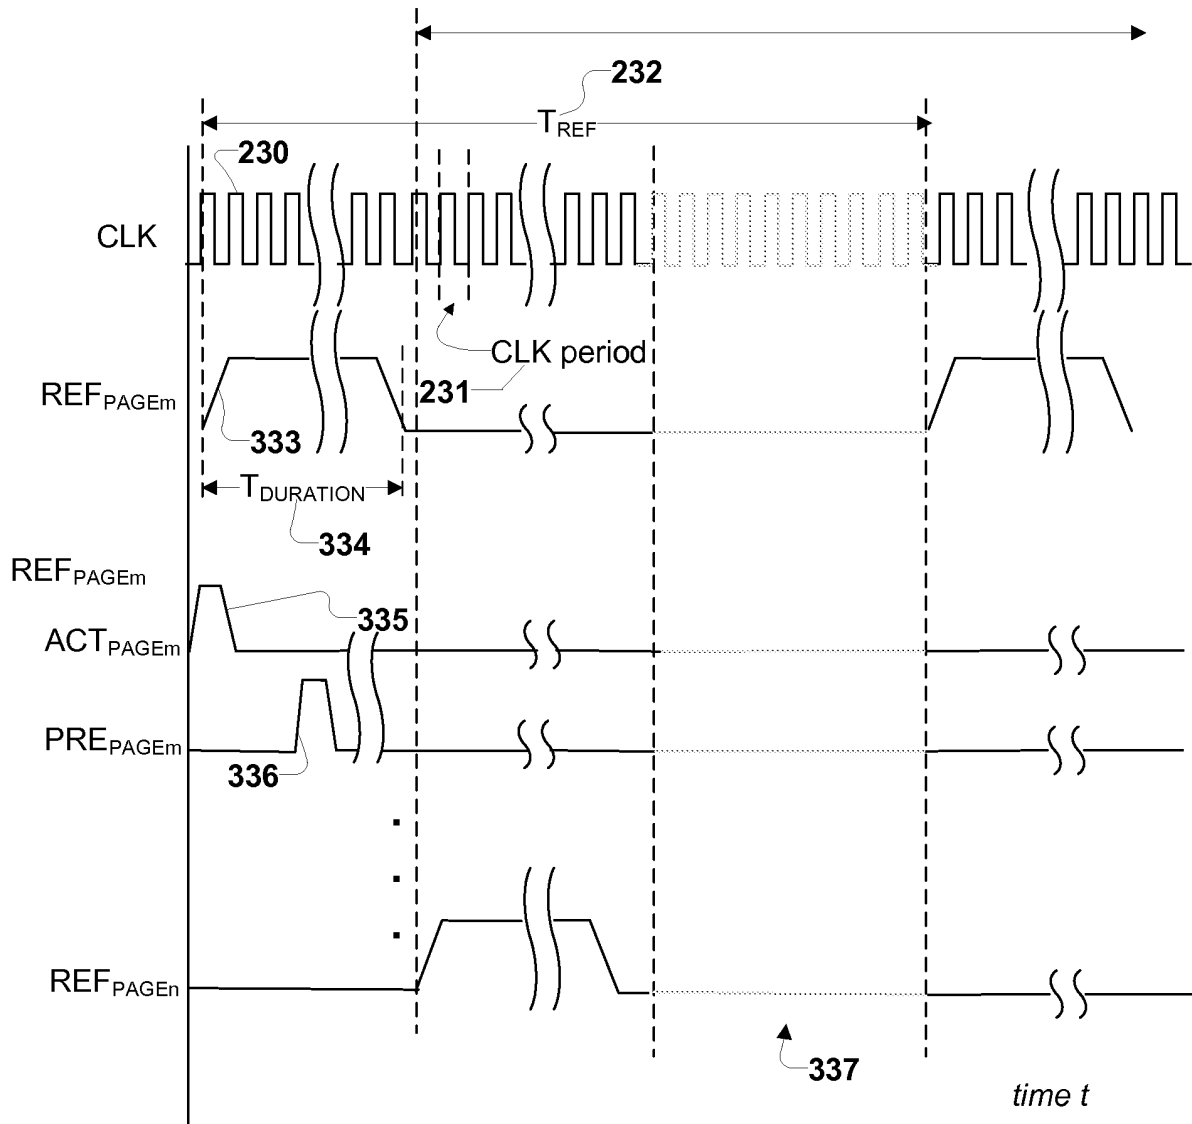 232
T_REF
230
CLK
CLK period
231
REF_PAGEm
333
T_DURATION
334
REF_PAGEm
335
ACT_PAGEm
PRE_PAGEm
336
REF_PAGEn
337
time t